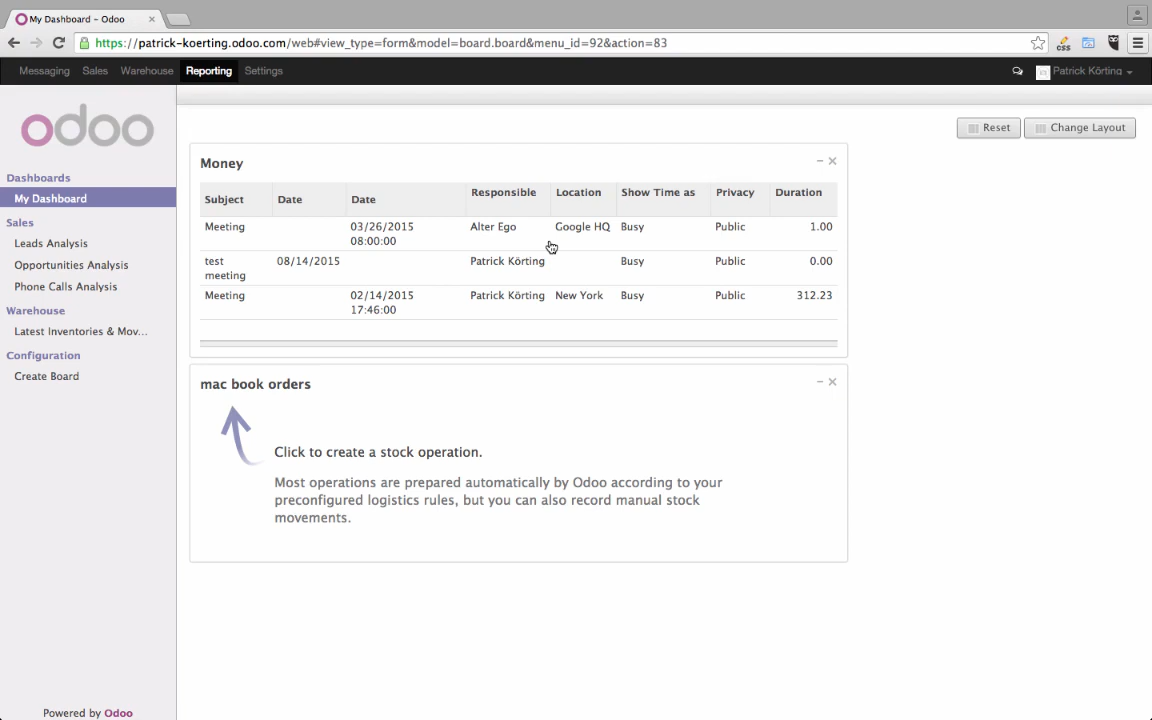 My Dashboard – Odoo
https://patrick-koerting.odoo.com/web#view_type=form&model=board.board&menu_id=92&action=83
css
Messaging Sales Warehouse Reporting Settings Patrick Körting
odoo
Reset Change Layout
Dashboards
My Dashboard
Sales
Leads Analysis
Opportunities Analysis
Phone Calls Analysis
Warehouse
Latest Inventories & Mov...
Configuration
Create Board
Money
Subject Date Date Responsible Location Show Time as Privacy Duration
Meeting 03/26/2015 Alter Ego Google HQ Busy Public 1.00
08:00:00
test 08/14/2015 Patrick Körting Busy Public 0.00
meeting
Meeting 02/14/2015 Patrick Körting New York Busy Public 312.23
17:46:00
mac book orders
Click to create a stock operation.
Most operations are prepared automatically by Odoo according to your
preconfigured logistics rules, but you can also record manual stock
movements.
Powered by Odoo